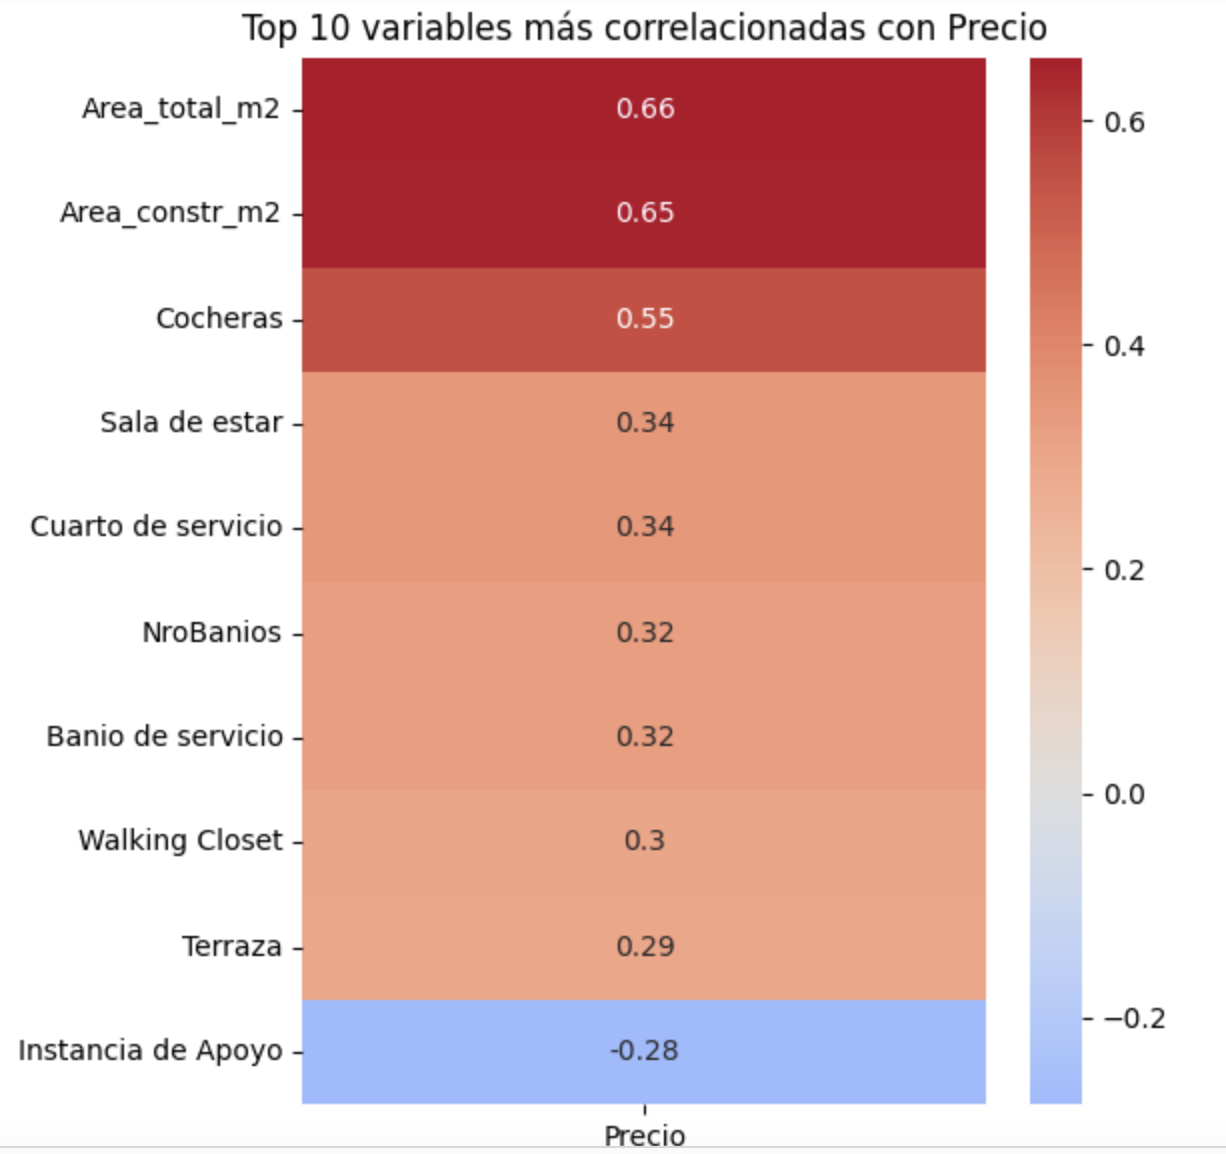 Top 10 variables más correlacionadas con Precio
Area_total_m2
0.66
Area_constr_m2
0.65
Cocheras
0.55
Sala de estar
0.34
Cuarto de servicio
0.34
NroBanios
0.32
Banio de servicio
0.32
Walking Closet
0.3
Terraza
0.29
Instancia de Apoyo
-0.28
Precio
0.6
0.4
0.2
0.0
−0.2